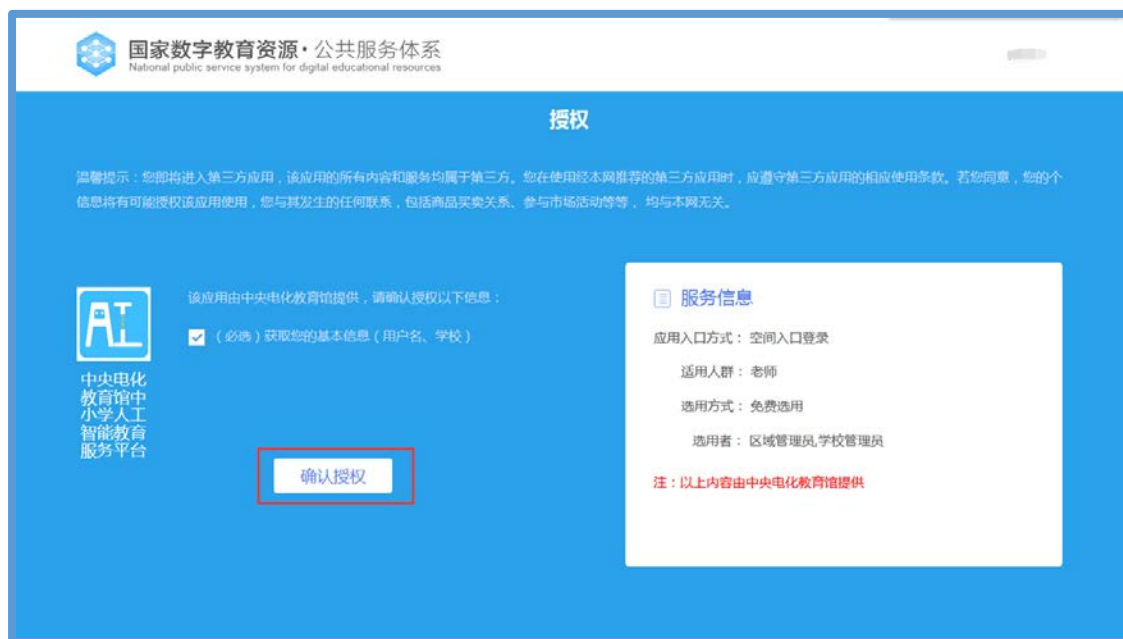 国家数字教育资源·公共服务体系
National public service system for digital educational resources
授权
温馨提示：您即将进入第三方应用，该应用的所有内容和服务均属于第三方。您在使用经本网推荐的第三方应用时，应遵守第三方应用的相应使用条款。若您同意，您的个
信息将有可能授权该应用使用，您与其发生的任何联系，包括商品买卖关系、参与市场活动等等，均与本网无关。
AI
中央电化
教育馆中
小学人工
智能教育
服务平台
该应用由中央电化教育馆提供，请确认授权以下信息：
（必选）获取您的基本信息（用户名、学校）
确认授权
服务信息
应用入口方式：空间入口登录
适用人群：老师
选用方式：免费选用
选用者：区域管理员,学校管理员
注：以上内容由中央电化教育馆提供